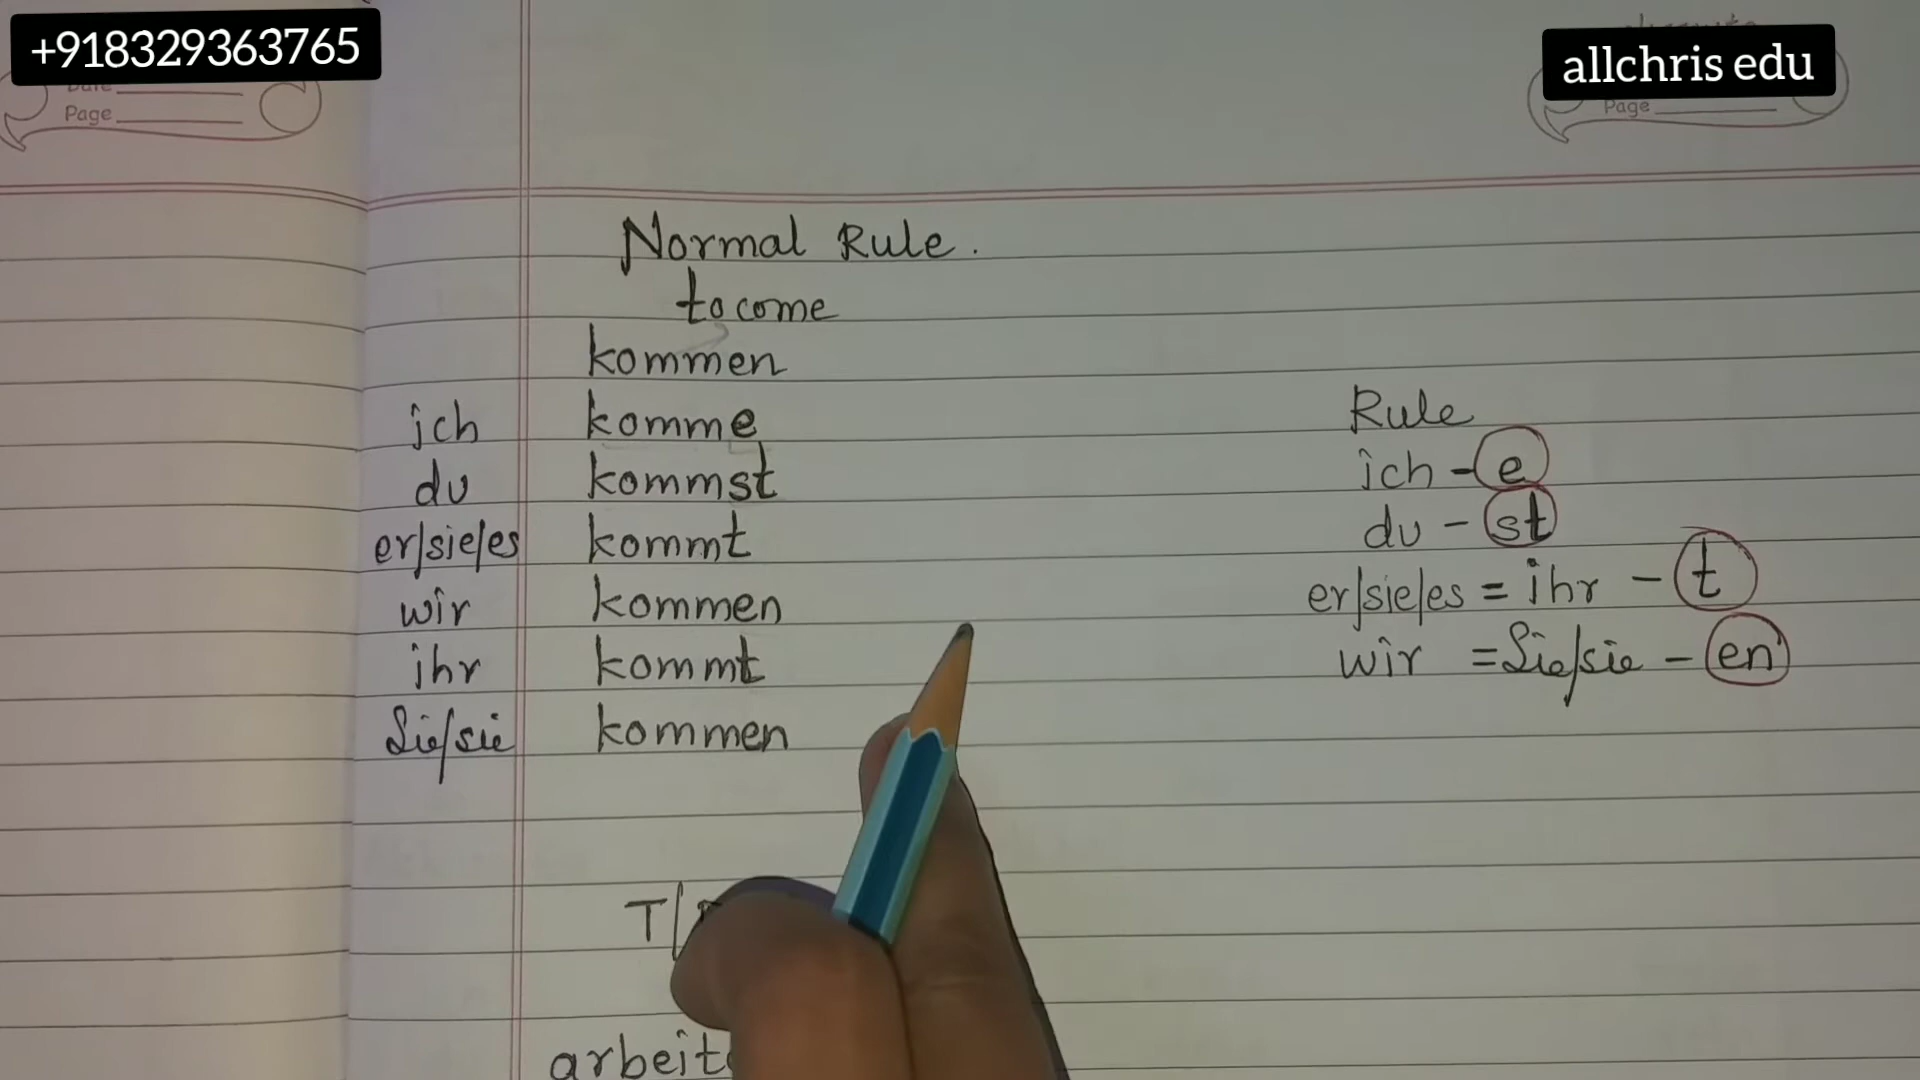 +918329363765
allchris edu
Page
Page
Normal Rule.
to come
kommen
ich komme
du kommst
er/sie/es kommt
wir kommen
ihr kommt
Sie/sie kommen
Rule
ich - e
du - st
er/sie/es = ihr - t
wir = Sie/sie - en
T/
arbeit